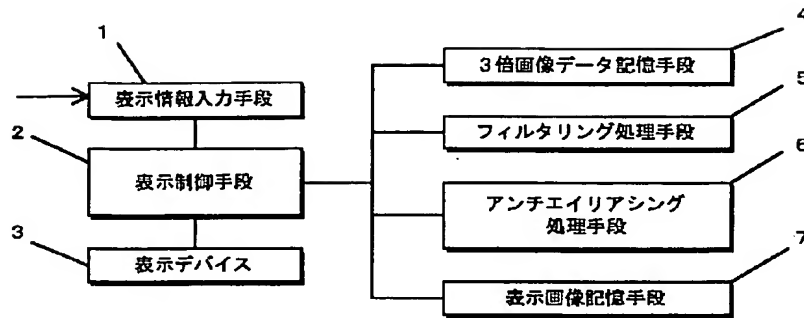 1
表示情報入力手段
2
表示制御手段
3
表示デバイス
4
3倍画像データ記憶手段
5
フィルタリング処理手段
6
アンチエイリアシング
処理手段
7
表示画像記憶手段